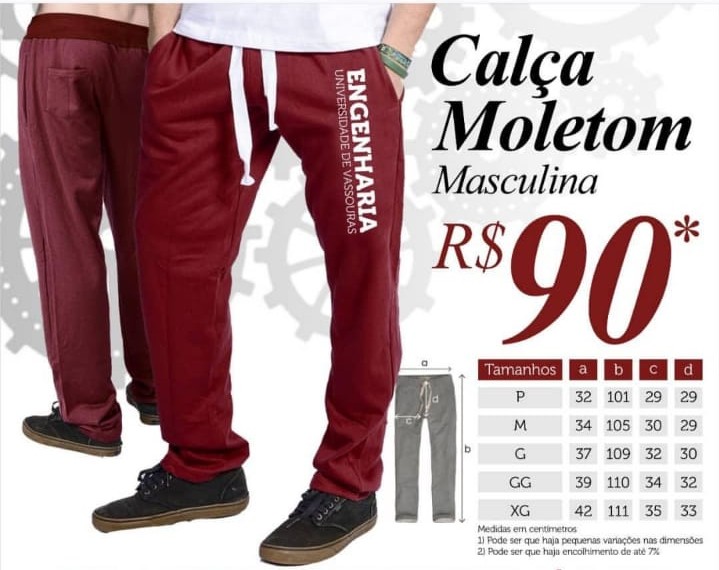 Calça
Moletom
Masculina
R$90*
ENGENHARIA
UNIVERSIDADE DE VASSOURAS
a
b
c
d
Tamanhos a b c d
P 32 101 29 29
M 34 105 30 29
G 37 109 32 30
GG 39 110 34 32
XG 42 111 35 33
Medidas em centímetros
1) Pode ser que haja pequenas variações nas dimensões
2) Pode ser que haja encolhimento de até 7%